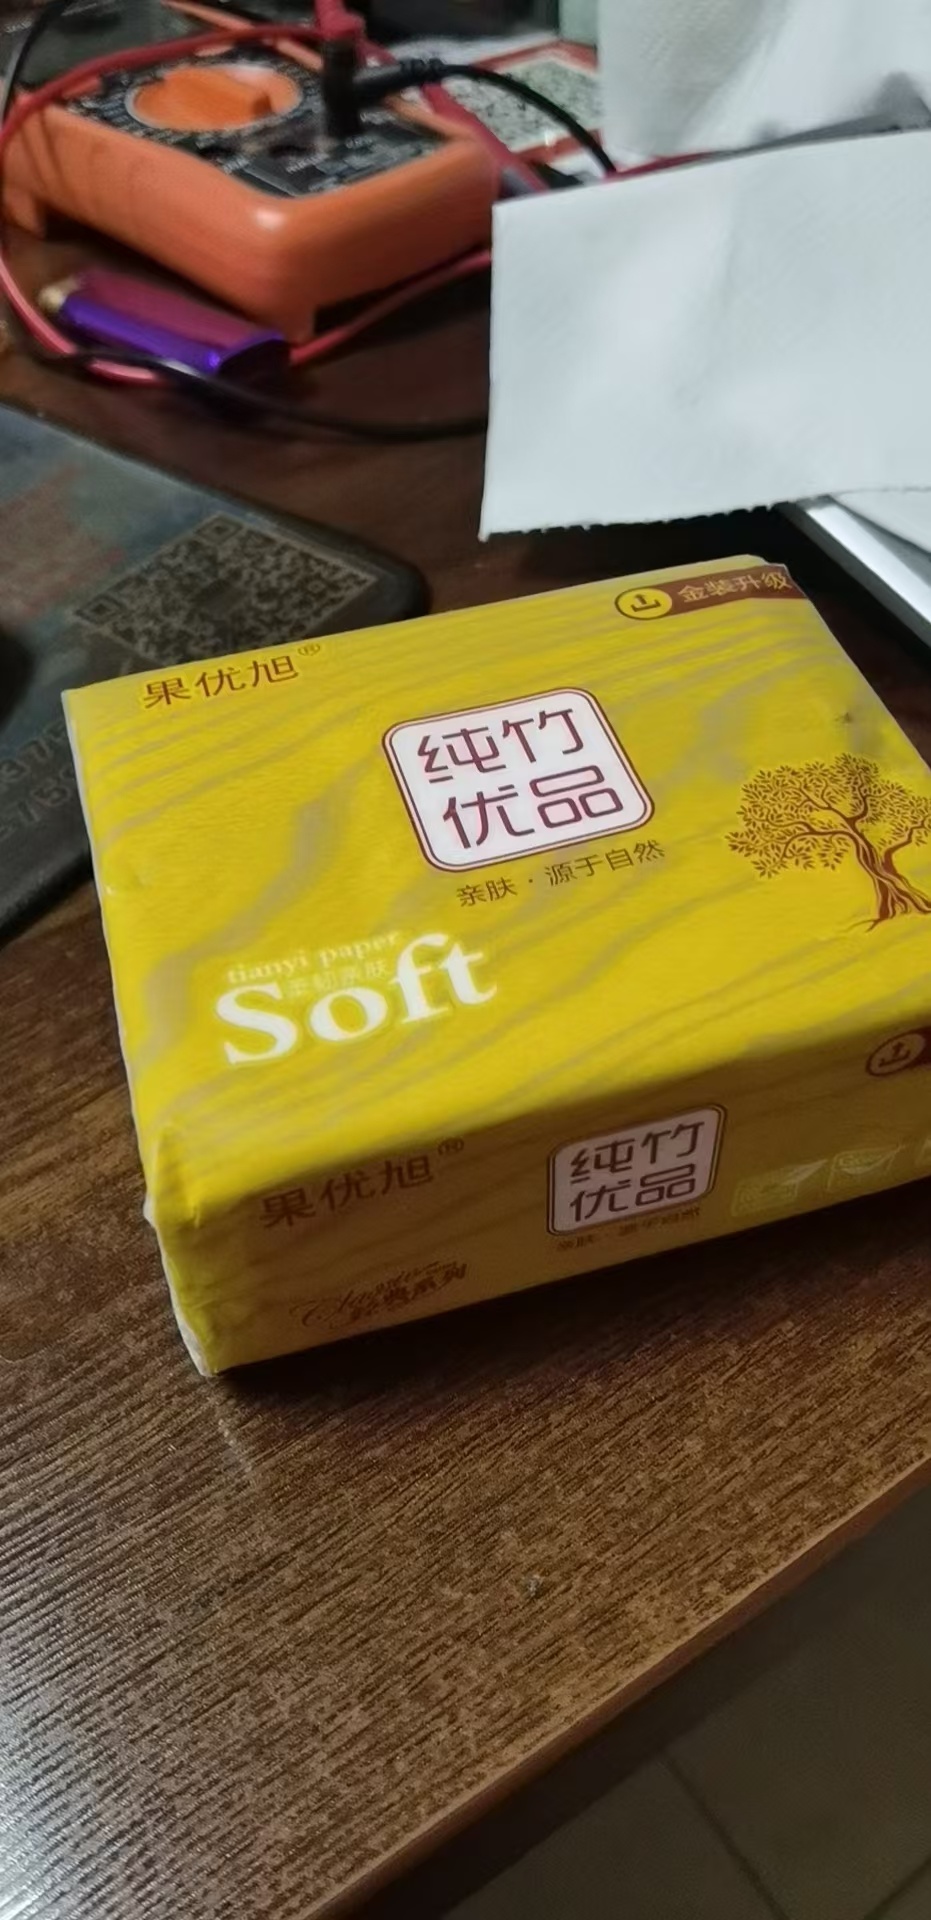 金装升级
果优旭®
纯竹
优品
亲肤·源于自然
tianyi paper
柔韧亲肤
Soft
果优旭®
纯竹
优品